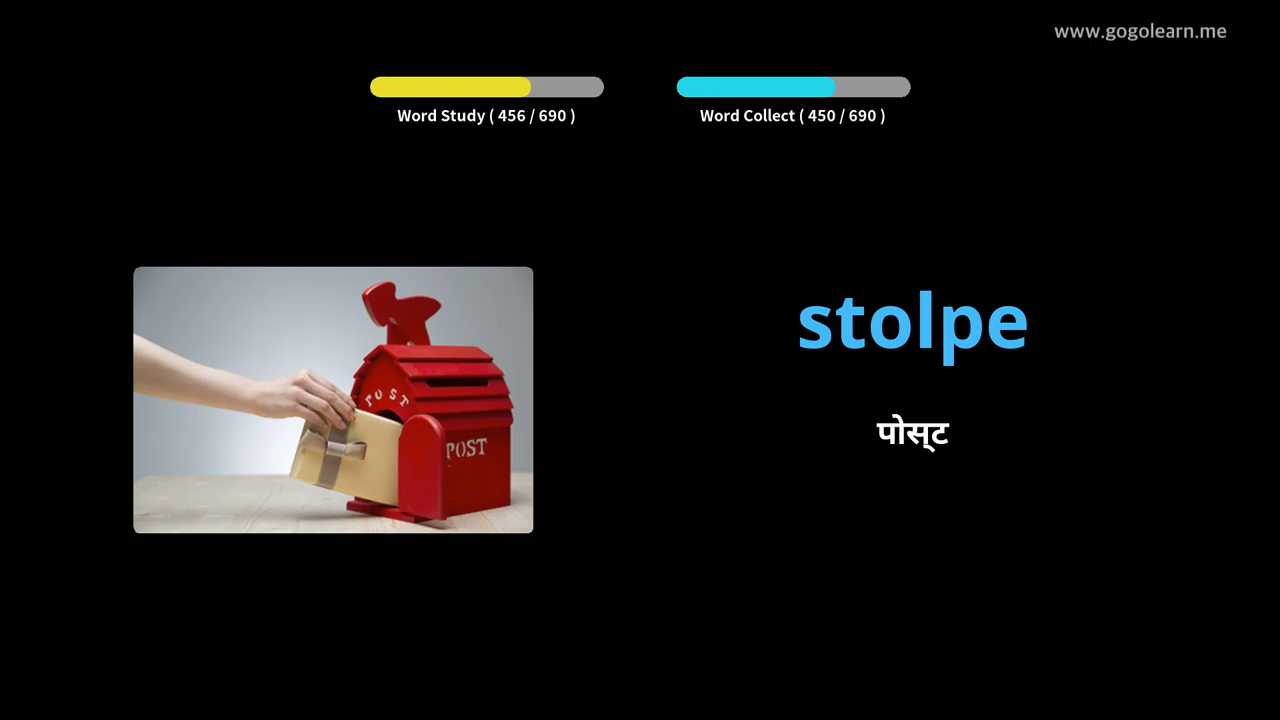 www.gogolearn.me
Word Study ( 456 / 690 )
Word Collect ( 450 / 690 )
stolpe
पोस्ट
POST
POST